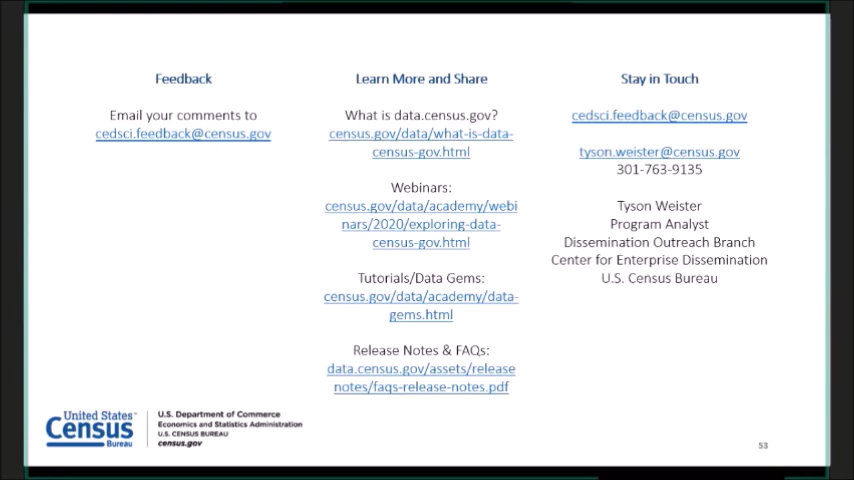 Feedback
Email your comments to
cedsci.feedback@census.gov
Learn More and Share
What is data.census.gov?
census.gov/data/what-is-data-
census-gov.html
Webinars:
census.gov/data/academy/webi
nars/2020/exploring-data-
census-gov.html
Tutorials/Data Gems:
census.gov/data/academy/data-
gems.html
Release Notes & FAQs:
data.census.gov/assets/release
notes/faqs-release-notes.pdf
Stay in Touch
cedsci.feedback@census.gov
tyson.weister@census.gov
301-763-9135
Tyson Weister
Program Analyst
Dissemination Outreach Branch
Center for Enterprise Dissemination
U.S. Census Bureau
United States™
Census
Bureau
U.S. Department of Commerce
Economics and Statistics Administration
U.S. CENSUS BUREAU
census.gov
53